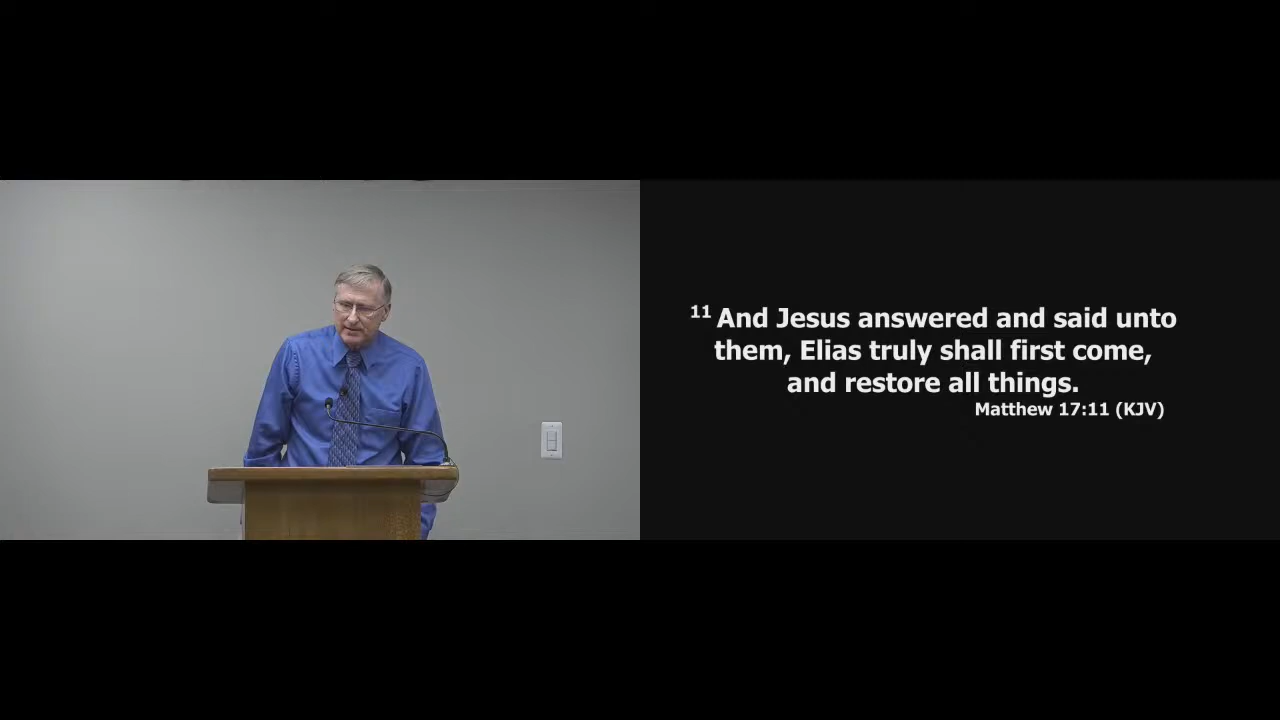 11 And Jesus answered and said unto
them, Elias truly shall first come,
and restore all things.
Matthew 17:11 (KJV)